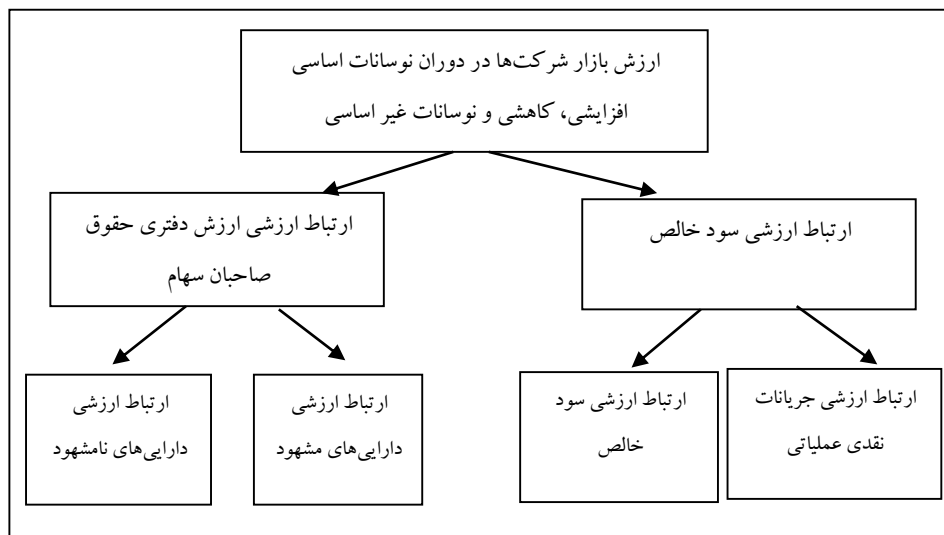 ارزش بازار شرکت‌ها در دوران نوسانات اساسی
افزایشی، کاهشی و نوسانات غیر اساسی
ارتباط ارزشی سود خالص
ارتباط ارزشی ارزش دفتری حقوق
صاحبان سهام
ارتباط ارزشی جریانات
نقدی عملیاتی
ارتباط ارزشی سود
خالص
ارتباط ارزشی
دارایی‌های مشهود
ارتباط ارزشی
دارایی‌های نامشهود